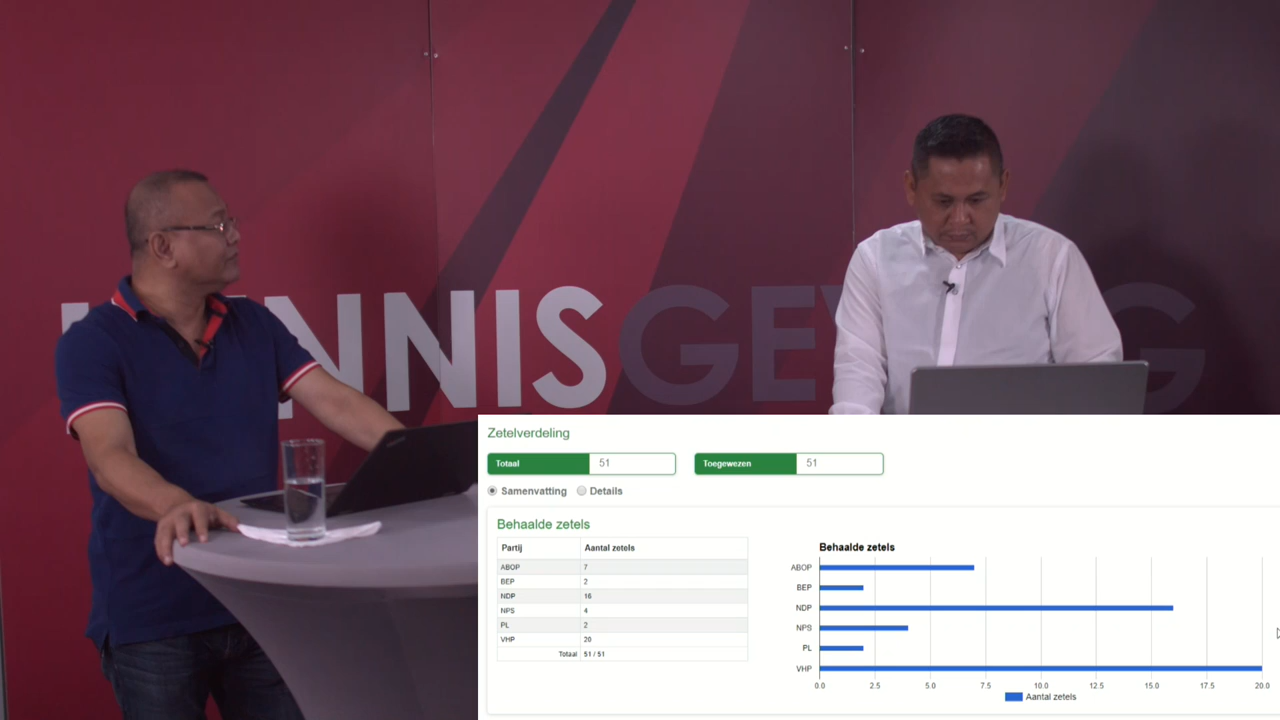 NNIS GEV G
Zetelverdeling
Totaal 51 Toegewezen 51
Samenvatting Details
Behaalde zetels
Partij Aantal zetels
ABOP 7
BEP 2
NDP 16
NPS 4
PL 2
VHP 20
Totaal 51 / 51
Behaalde zetels
ABOP
BEP
NDP
NPS
PL
VHP
0.0 2.5 5.0 7.5 10.0 12.5 15.0 17.5 20.0
Aantal zetels